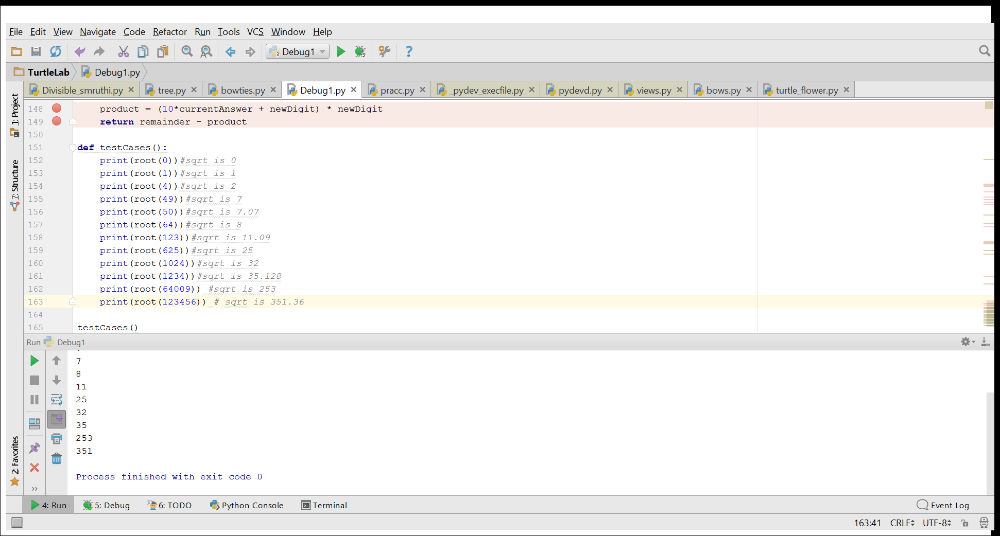 File Edit View Navigate Code Refactor Run Tools VCS Window Help
3 Debug1 3 ?
TurtleLab Debug1.py
Divisible_smruthi.py tree.py bowties.py Debug1.py pracc.py _pydev_execfile.py pydevd.py views.py bows.py turtle_flower.py
1: Project
7: Structure
2: Favorites
148 product = (10*currentAnswer + newDigit) * newDigit
149 return remainder - product
150
151 def testCases():
152 print(root(0))#sqrt is 0
153 print(root(1))#sqrt is 1
154 print(root(4))#sqrt is 2
155 print(root(49))#sqrt is 7
156 print(root(50))#sqrt is 7.07
157 print(root(64))#sqrt is 8
158 print(root(123))#sqrt is 11.09
159 print(root(625))#sqrt is 25
160 print(root(1024))#sqrt is 32
161 print(root(1234))#sqrt is 35.128
162 print(root(64009)) #sqrt is 253
163 print(root(123456)) # sqrt is 351.36
164
165 testCases()
Run Debug1
7
8
11
25
32
35
253
351
Process finished with exit code 0
4: Run 5: Debug 6: TODO Python Console Terminal Event Log
163:41 CRLF UTF-8